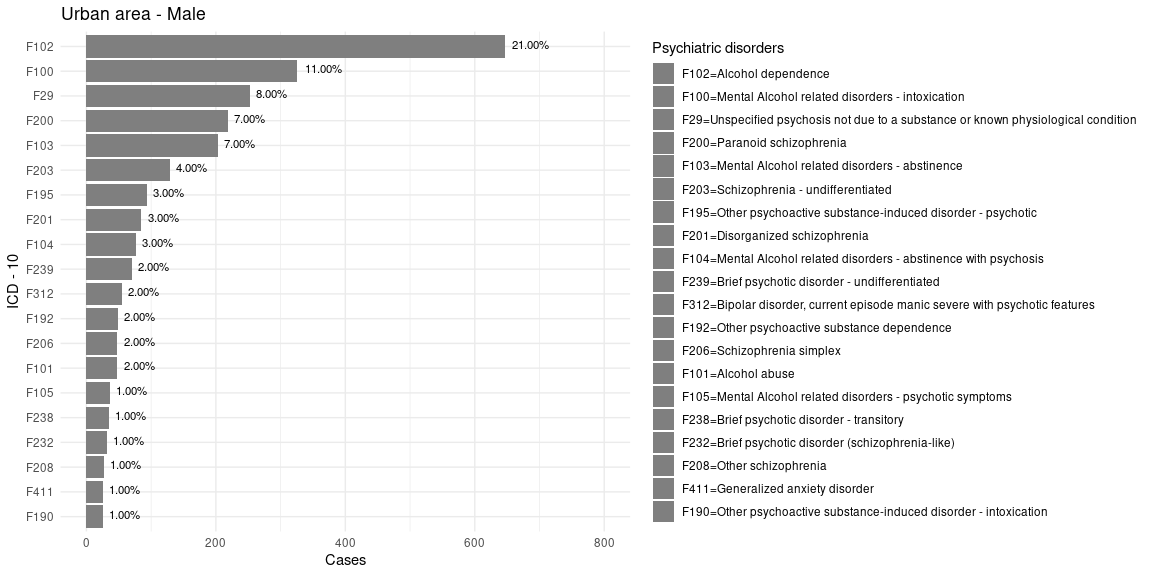 Urban area - Male
ICD - 10
F102
21.00%
F100
11.00%
F29
8.00%
F200
7.00%
F103
7.00%
F203
4.00%
F195
3.00%
F201
3.00%
F104
3.00%
F239
2.00%
F312
2.00%
F192
2.00%
F206
2.00%
F101
2.00%
F105
1.00%
F238
1.00%
F232
1.00%
F208
1.00%
F411
1.00%
F190
1.00%
0
200
400
600
800
Cases
Psychiatric disorders
F102=Alcohol dependence
F100=Mental Alcohol related disorders - intoxication
F29=Unspecified psychosis not due to a substance or known physiological condition
F200=Paranoid schizophrenia
F103=Mental Alcohol related disorders - abstinence
F203=Schizophrenia - undifferentiated
F195=Other psychoactive substance-induced disorder - psychotic
F201=Disorganized schizophrenia
F104=Mental Alcohol related disorders - abstinence with psychosis
F239=Brief psychotic disorder - undifferentiated
F312=Bipolar disorder, current episode manic severe with psychotic features
F192=Other psychoactive substance dependence
F206=Schizophrenia simplex
F101=Alcohol abuse
F105=Mental Alcohol related disorders - psychotic symptoms
F238=Brief psychotic disorder - transitory
F232=Brief psychotic disorder (schizophrenia-like)
F208=Other schizophrenia
F411=Generalized anxiety disorder
F190=Other psychoactive substance-induced disorder - intoxication